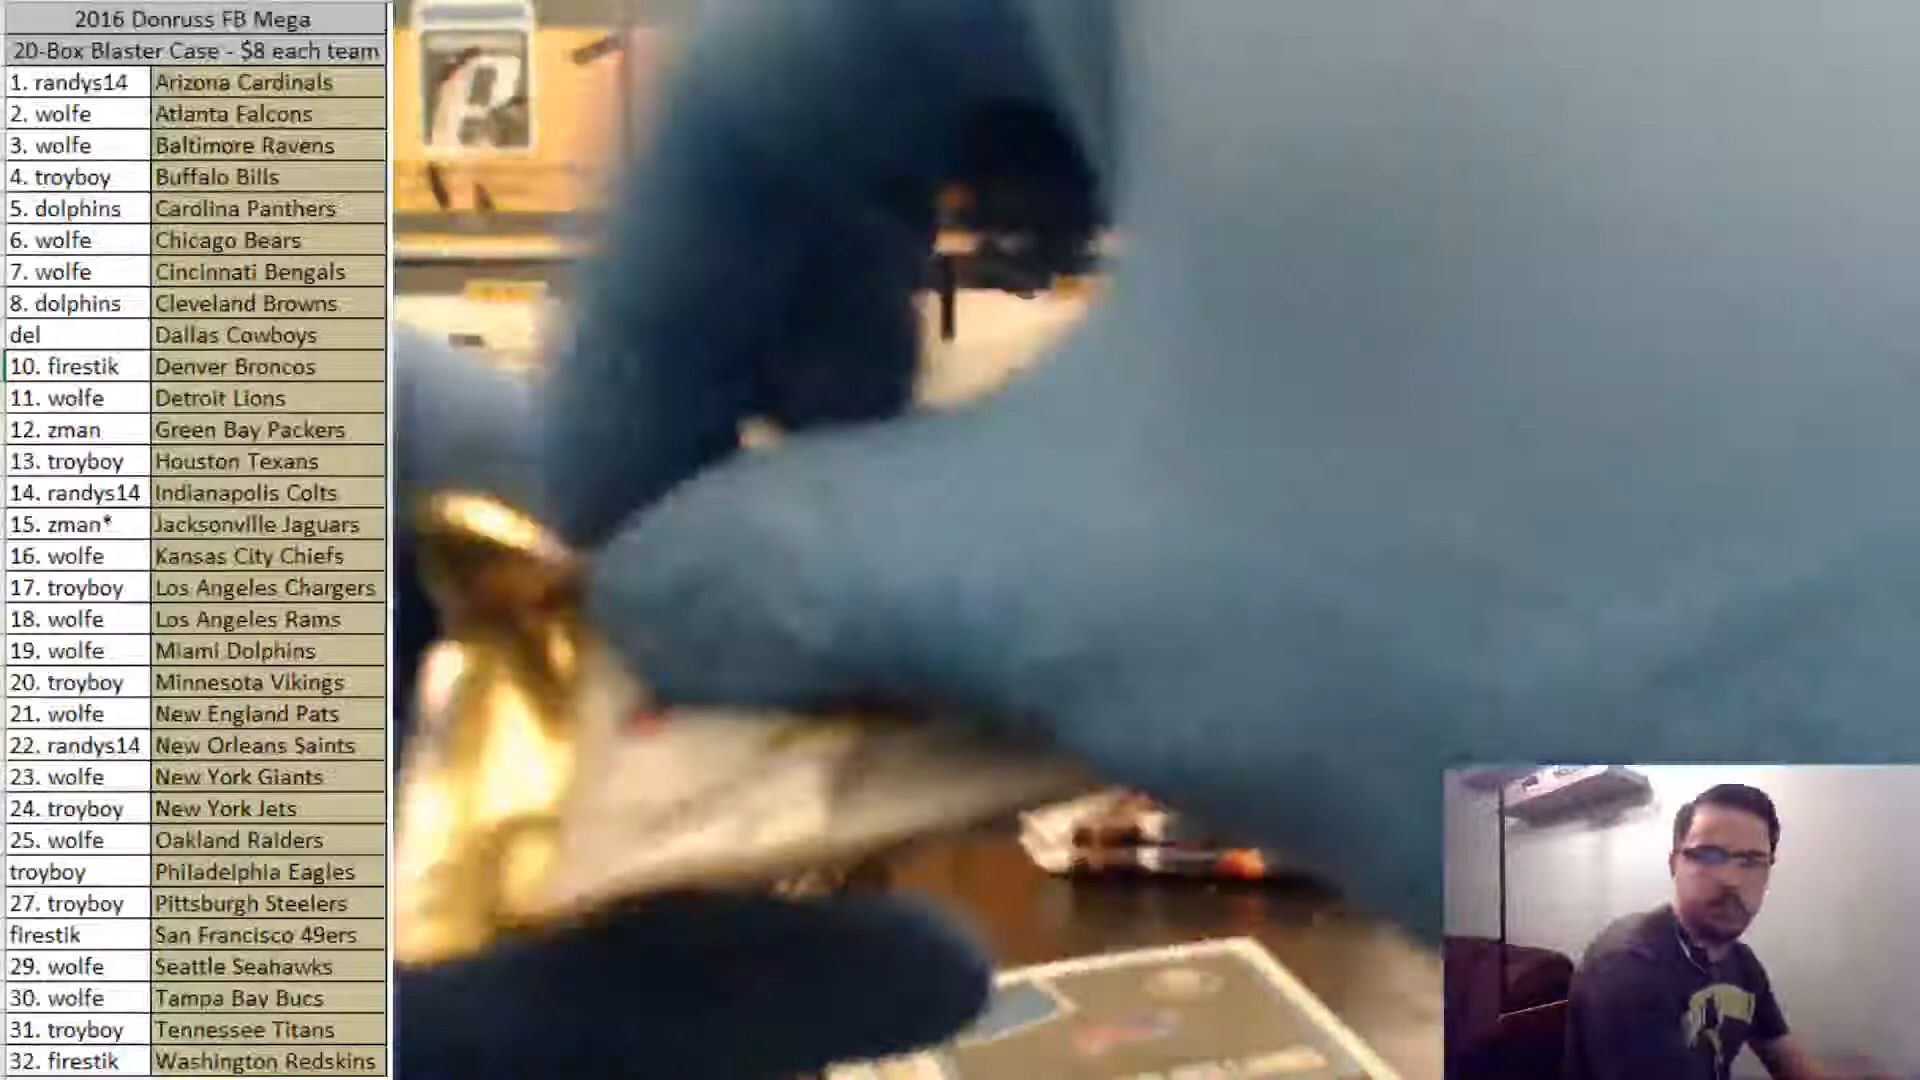 2016 Donruss FB Mega
20-Box Blaster Case - $8 each team
1. randys14 Arizona Cardinals
2. wolfe Atlanta Falcons
3. wolfe Baltimore Ravens
4. troyboy Buffalo Bills
5. dolphins Carolina Panthers
6. wolfe Chicago Bears
7. wolfe Cincinnati Bengals
8. dolphins Cleveland Browns
del Dallas Cowboys
10. firestik Denver Broncos
11. wolfe Detroit Lions
12. zman Green Bay Packers
13. troyboy Houston Texans
14. randys14 Indianapolis Colts
15. zman* Jacksonville Jaguars
16. wolfe Kansas City Chiefs
17. troyboy Los Angeles Chargers
18. wolfe Los Angeles Rams
19. wolfe Miami Dolphins
20. troyboy Minnesota Vikings
21. wolfe New England Pats
22. randys14 New Orleans Saints
23. wolfe New York Giants
24. troyboy New York Jets
25. wolfe Oakland Raiders
troyboy Philadelphia Eagles
27. troyboy Pittsburgh Steelers
firestik San Francisco 49ers
29. wolfe Seattle Seahawks
30. wolfe Tampa Bay Bucs
31. troyboy Tennessee Titans
32. firestik Washington Redskins